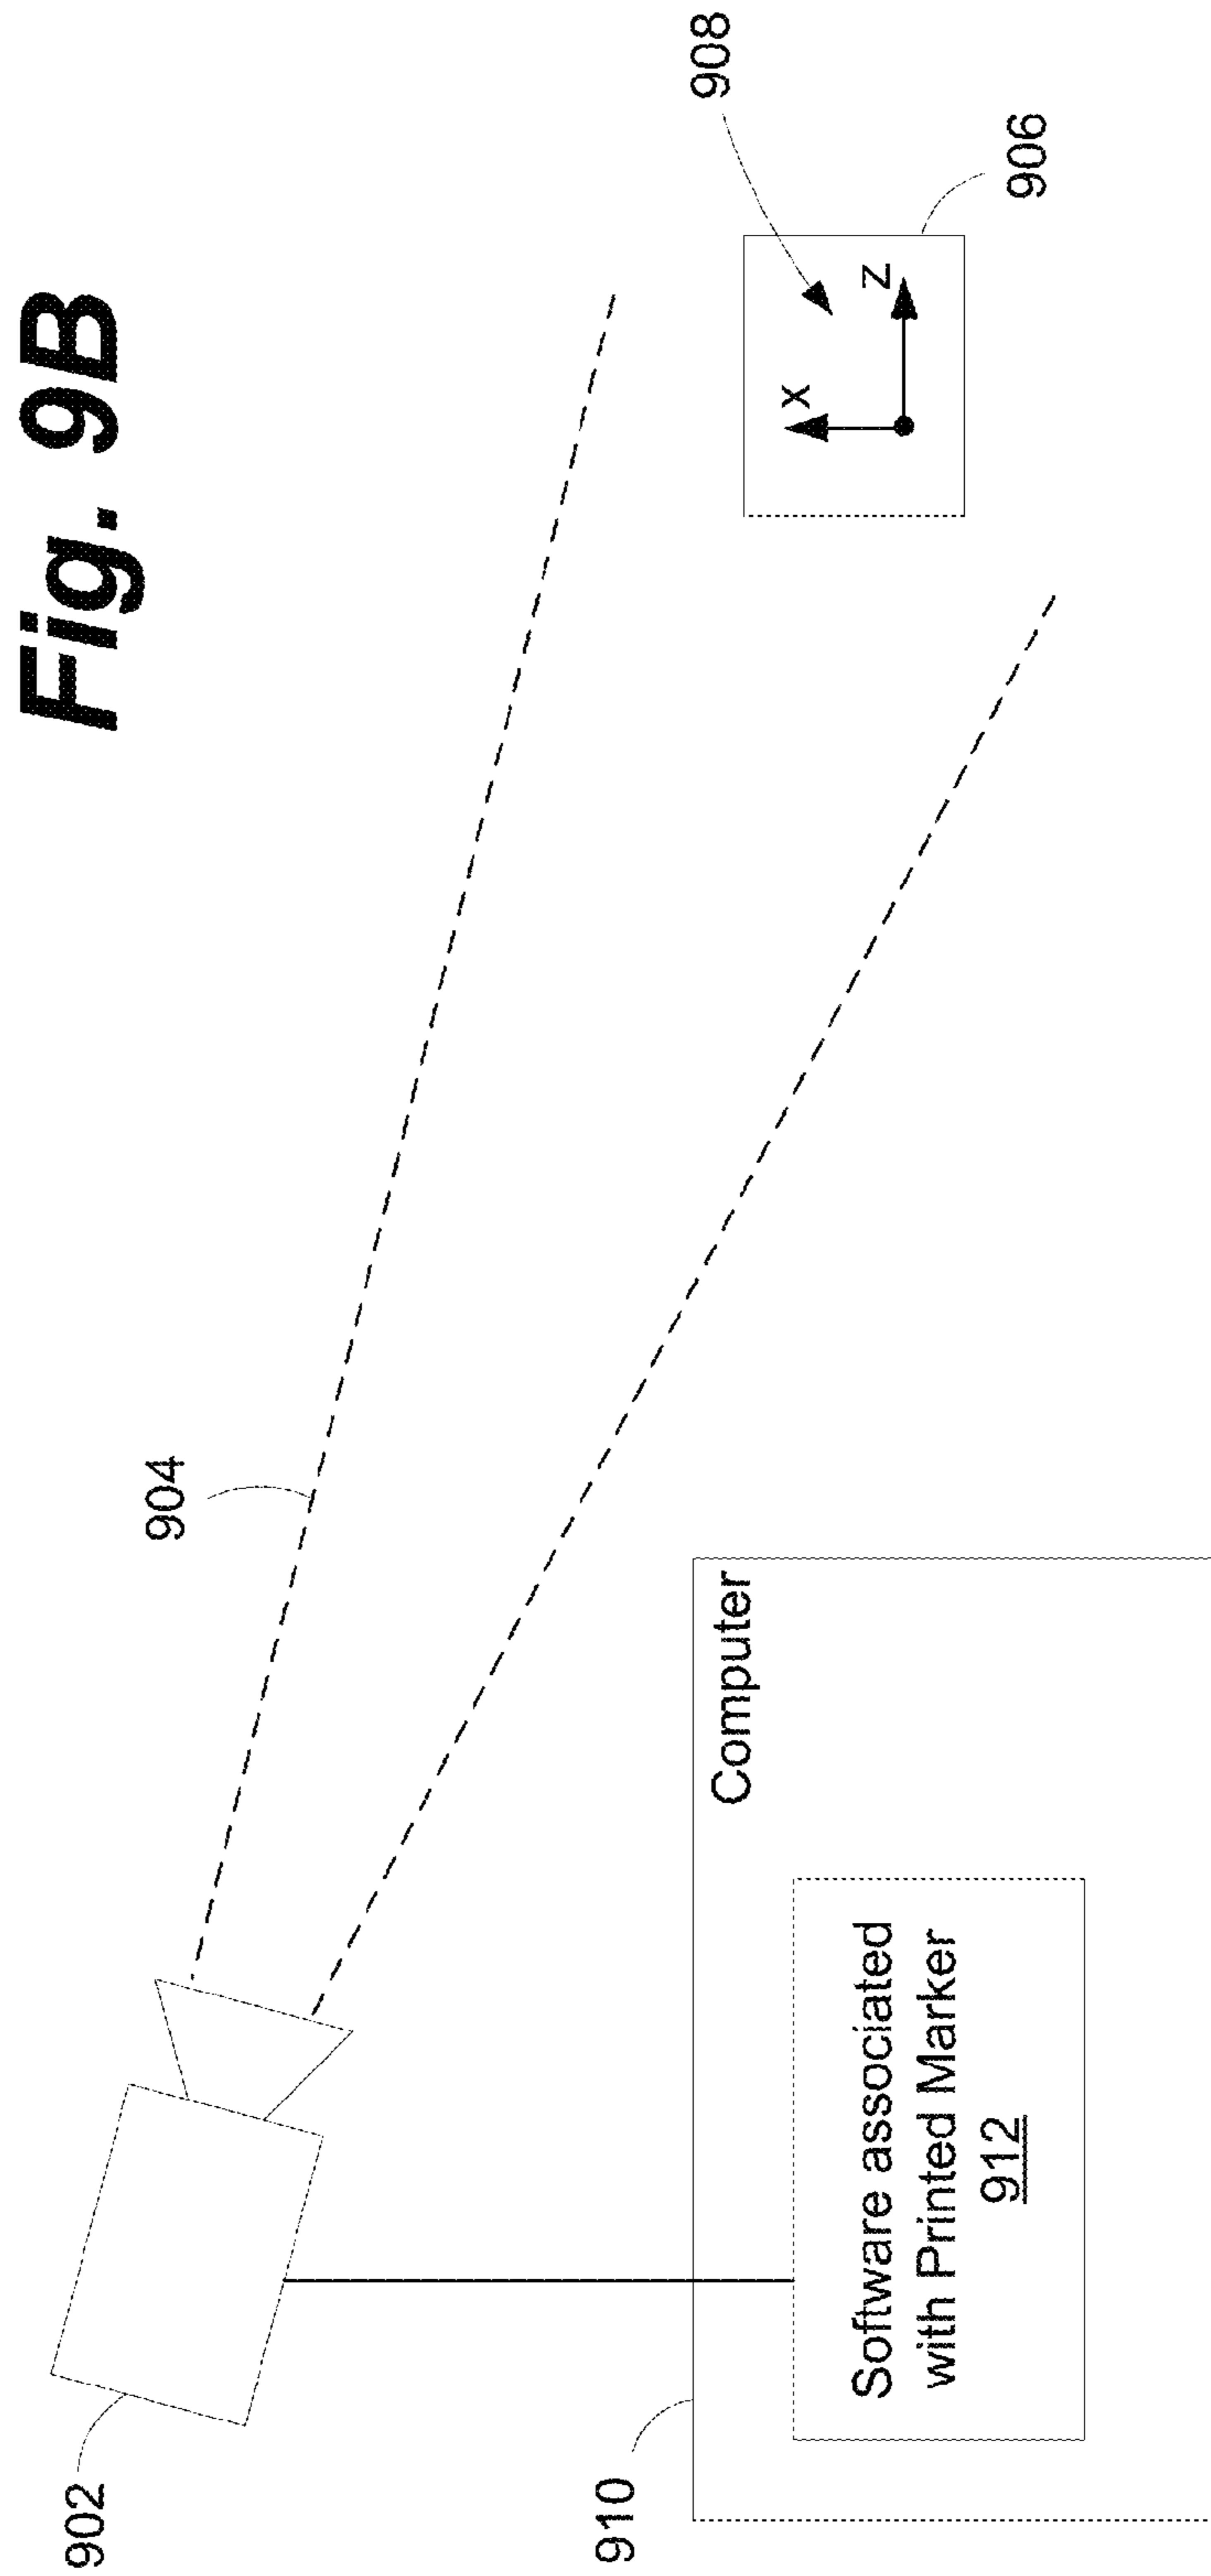 Fig. 9B
902
904
910
908
Computer
X
Z
Software associated
with Printed Marker
912
906